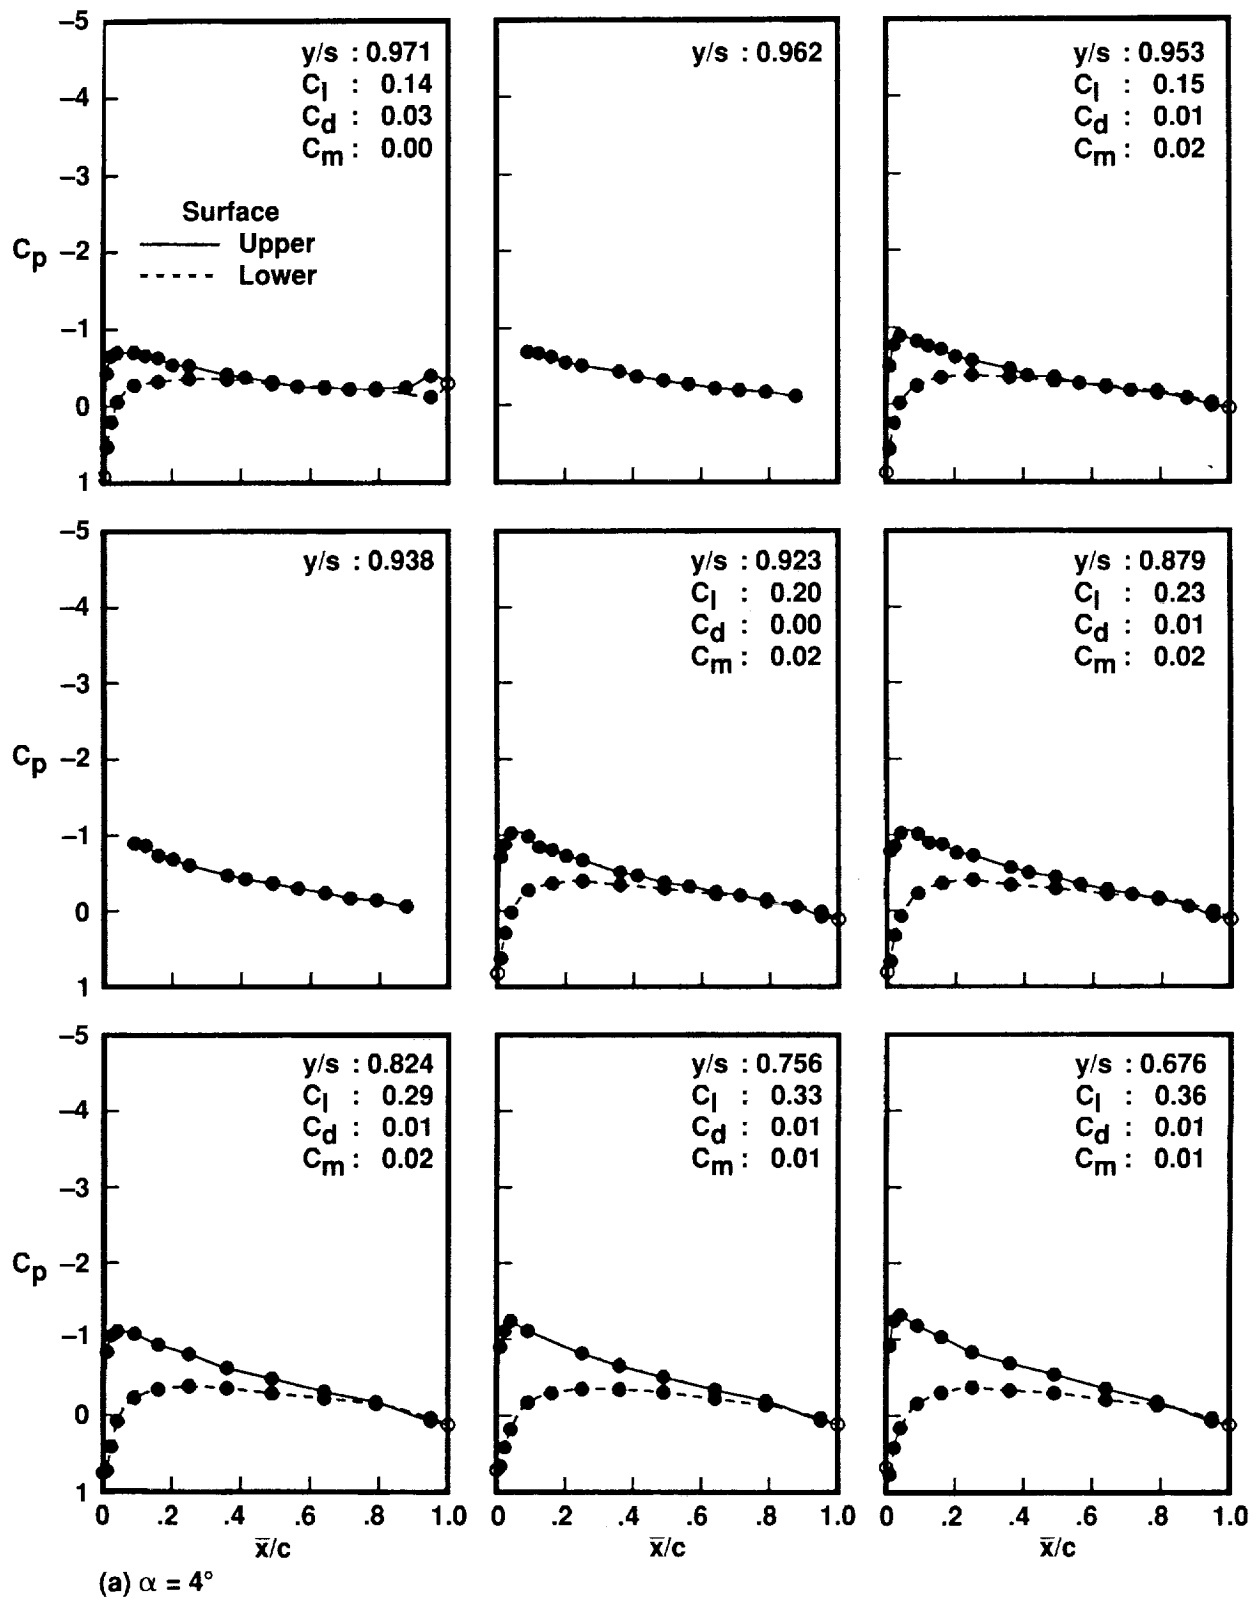 -5
-4
-3
-2
-1
0
1
Cp
y/s : 0.971
Cl : 0.14
Cd : 0.03
Cm : 0.00
Surface
Upper
Lower
y/s : 0.962
y/s : 0.953
Cl : 0.15
Cd : 0.01
Cm : 0.02
-5
-4
-3
-2
-1
0
1
Cp
y/s : 0.938
y/s : 0.923
Cl : 0.20
Cd : 0.00
Cm : 0.02
y/s : 0.879
Cl : 0.23
Cd : 0.01
Cm : 0.02
-5
-4
-3
-2
-1
0
1
Cp
y/s : 0.824
Cl : 0.29
Cd : 0.01
Cm : 0.02
y/s : 0.756
Cl : 0.33
Cd : 0.01
Cm : 0.01
y/s : 0.676
Cl : 0.36
Cd : 0.01
Cm : 0.01
0 .2 .4 .6 .8 1.0
x̄/c
0 .2 .4 .6 .8 1.0
x̄/c
0 .2 .4 .6 .8 1.0
x̄/c
(a) α = 4°